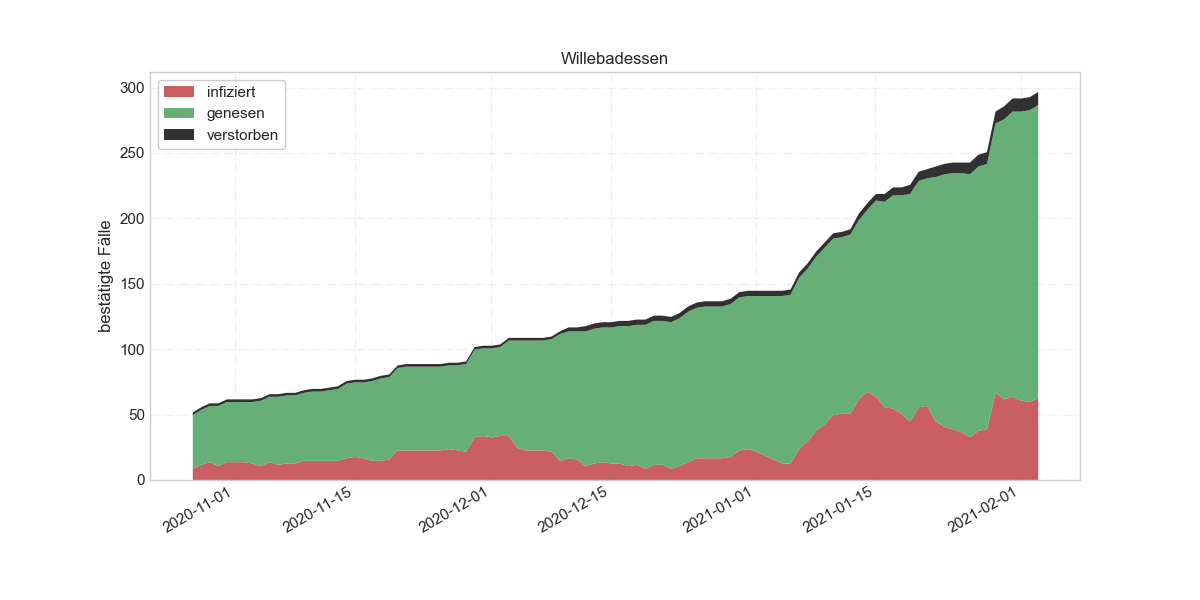 Willebadessen
infiziert
genesen
verstorben
bestätigte Fälle
300
250
200
150
100
50
0
2020-11-01
2020-11-15
2020-12-01
2020-12-15
2021-01-01
2021-01-15
2021-02-01